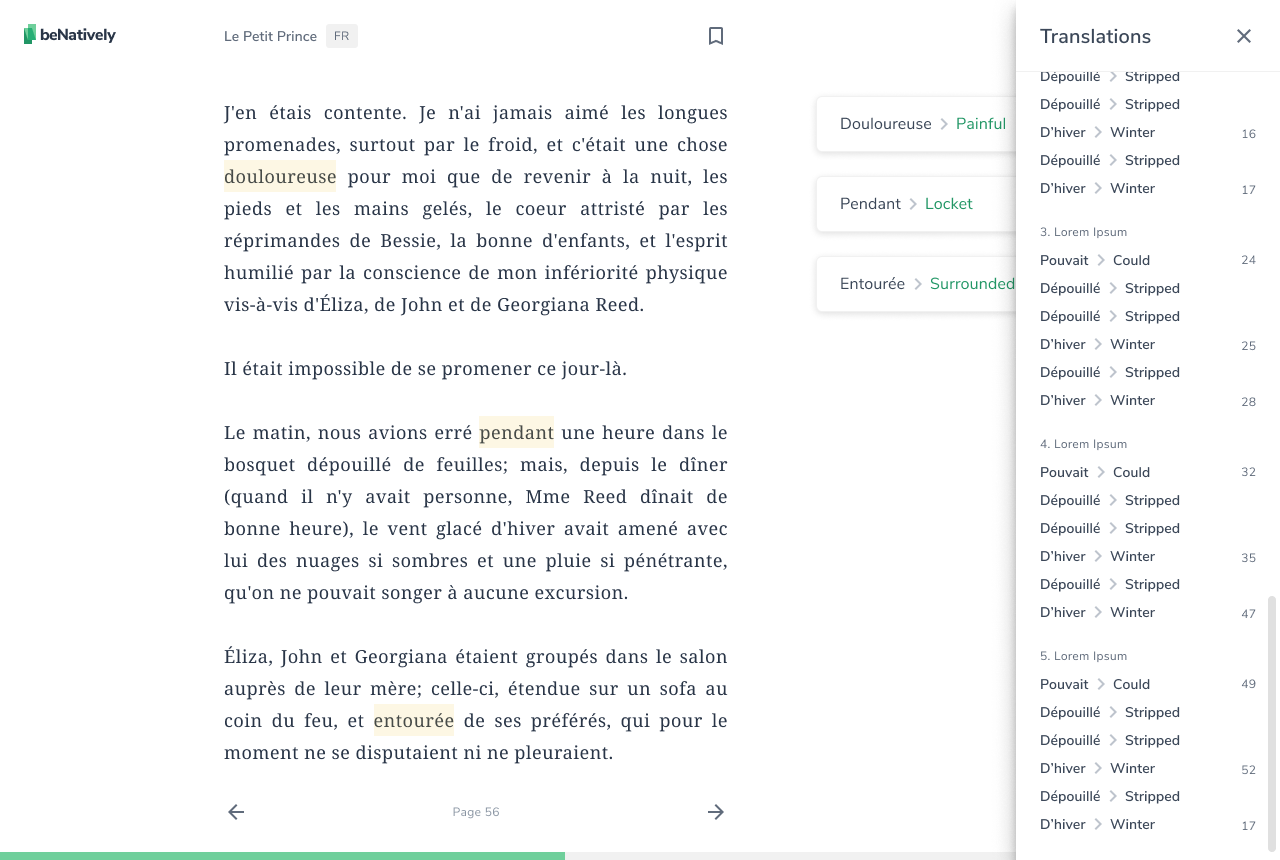 beNatively
Le Petit Prince FR
J'en étais contente. Je n'ai jamais aimé les longues
promenades, surtout par le froid, et c'était une chose
douloureuse pour moi que de revenir à la nuit, les
pieds et les mains gelés, le coeur attristé par les
réprimandes de Bessie, la bonne d'enfants, et l'esprit
humilié par la conscience de mon infériorité physique
vis-à-vis d'Éliza, de John et de Georgiana Reed.
Il était impossible de se promener ce jour-là.
Le matin, nous avions erré pendant une heure dans le
bosquet dépouillé de feuilles; mais, depuis le dîner
(quand il n'y avait personne, Mme Reed dînait de
bonne heure), le vent glacé d'hiver avait amené avec
lui des nuages si sombres et une pluie si pénétrante,
qu'on ne pouvait songer à aucune excursion.
Éliza, John et Georgiana étaient groupés dans le salon
auprès de leur mère; celle-ci, étendue sur un sofa au
coin du feu, et entourée de ses préférés, qui pour le
moment ne se disputaient ni ne pleuraient.
Page 56
Douloureuse > Painful
Pendant > Locket
Entourée > Surrounded
Translations
Dépouillé > Stripped
Dépouillé > Stripped
D'hiver > Winter 16
Dépouillé > Stripped
D'hiver > Winter 17
3. Lorem Ipsum
Pouvait > Could 24
Dépouillé > Stripped
Dépouillé > Stripped
D'hiver > Winter 25
Dépouillé > Stripped
D'hiver > Winter 28
4. Lorem Ipsum
Pouvait > Could 32
Dépouillé > Stripped
Dépouillé > Stripped
D'hiver > Winter 35
Dépouillé > Stripped
D'hiver > Winter 47
5. Lorem Ipsum
Pouvait > Could 49
Dépouillé > Stripped
Dépouillé > Stripped
D'hiver > Winter 52
Dépouillé > Stripped
D'hiver > Winter 17